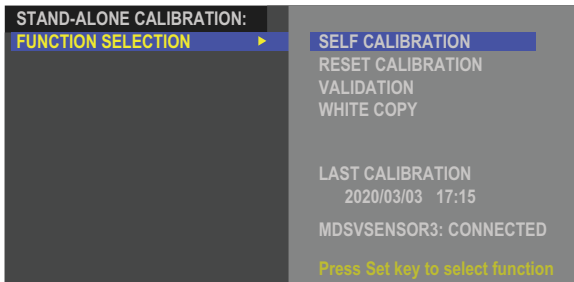 STAND-ALONE CALIBRATION:
FUNCTION SELECTION ►
SELF CALIBRATION
RESET CALIBRATION
VALIDATION
WHITE COPY
LAST CALIBRATION
2020/03/03 17:15
MDSVSENSOR3: CONNECTED
Press Set key to select function